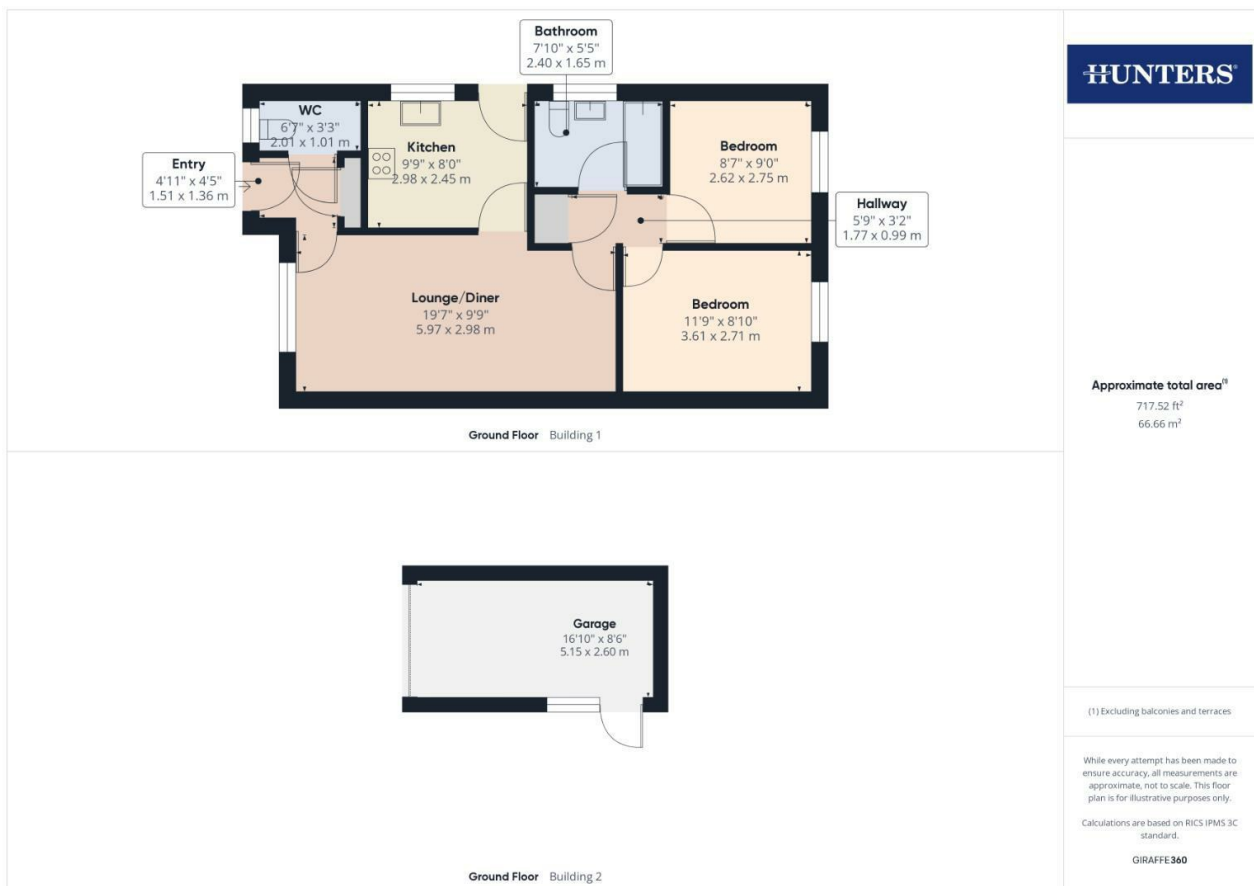 Bathroom
7'10" x 5'5"
2.40 x 1.65 m
WC
6'7" x 3'3"
2.01 x 1.01 m
Entry
4'11" x 4'5"
1.51 x 1.36 m
Kitchen
9'9" x 8'0"
2.98 x 2.45 m
Bedroom
8'7" x 9'0"
2.62 x 2.75 m
Hallway
5'9" x 3'2"
1.77 x 0.99 m
Lounge/Diner
19'7" x 9'9"
5.97 x 2.98 m
Bedroom
11'9" x 8'10"
3.61 x 2.71 m
Ground Floor Building 1
Garage
16'10" x 8'6"
5.15 x 2.60 m
Ground Floor Building 2
HUNTERS®
Approximate total area(1)
717.52 ft²
66.66 m²
(1) Excluding balconies and terraces
While every attempt has been made to
ensure accuracy, all measurements are
approximate, not to scale. This floor
plan is for illustrative purposes only.
Calculations are based on RICS IPMS 3C
standard.
GIRAFFE360